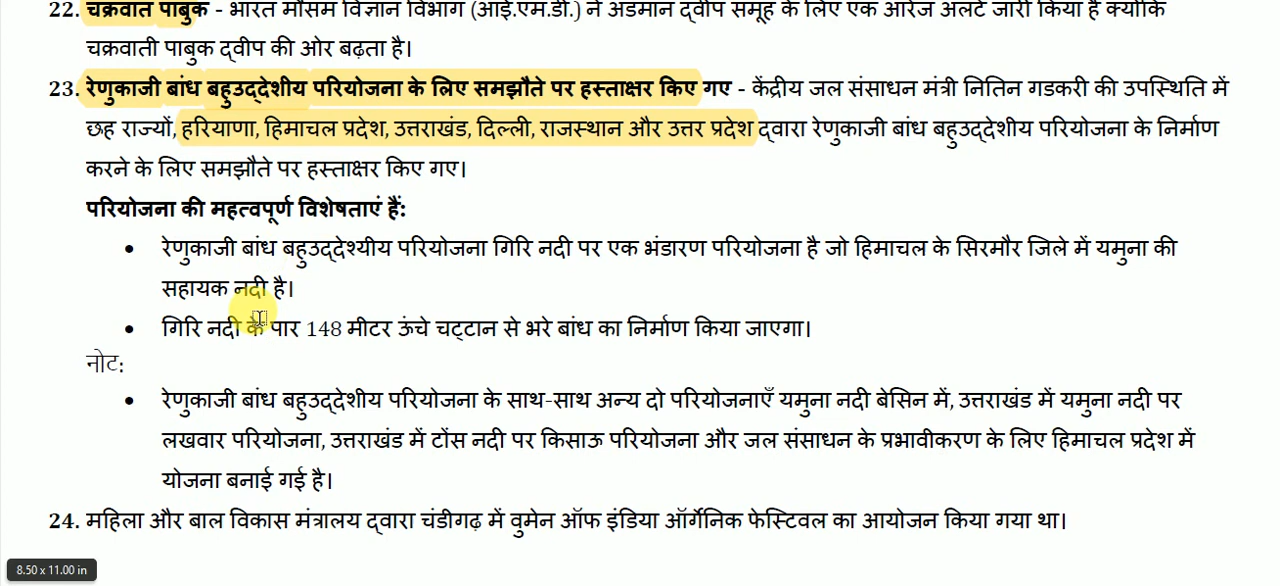 22. चक्रवात पाबुक - भारत मौसम विज्ञान विभाग (आई.एम.डी.) ने अंडमान द्वीप समूह के लिए एक ऑरेंज अलर्ट जारी किया है क्योंकि
चक्रवाती पाबुक द्वीप की ओर बढ़ता है।
23. रेणुकाजी बांध बहुउद्देशीय परियोजना के लिए समझौते पर हस्ताक्षर किए गए - केंद्रीय जल संसाधन मंत्री नितिन गडकरी की उपस्थिति में
छह राज्यों, हरियाणा, हिमाचल प्रदेश, उत्तराखंड, दिल्ली, राजस्थान और उत्तर प्रदेश द्वारा रेणुकाजी बांध बहुउद्देशीय परियोजना के निर्माण
करने के लिए समझौते पर हस्ताक्षर किए गए।
परियोजना की महत्वपूर्ण विशेषताएं हैं:
• रेणुकाजी बांध बहुउद्देश्यीय परियोजना गिरि नदी पर एक भंडारण परियोजना है जो हिमाचल के सिरमौर जिले में यमुना की
सहायक नदी है।
• गिरि नदी के पार 148 मीटर ऊंचे चट्टान से भरे बांध का निर्माण किया जाएगा।
नोट:
• रेणुकाजी बांध बहुउद्देशीय परियोजना के साथ-साथ अन्य दो परियोजनाएँ यमुना नदी बेसिन में, उत्तराखंड में यमुना नदी पर
लखवार परियोजना, उत्तराखंड में टोंस नदी पर किसाऊ परियोजना और जल संसाधन के प्रभावीकरण के लिए हिमाचल प्रदेश में
योजना बनाई गई है।
24. महिला और बाल विकास मंत्रालय द्वारा चंडीगढ़ में वुमेन ऑफ इंडिया ऑर्गेनिक फेस्टिवल का आयोजन किया गया था।
8.50 x 11.00 in